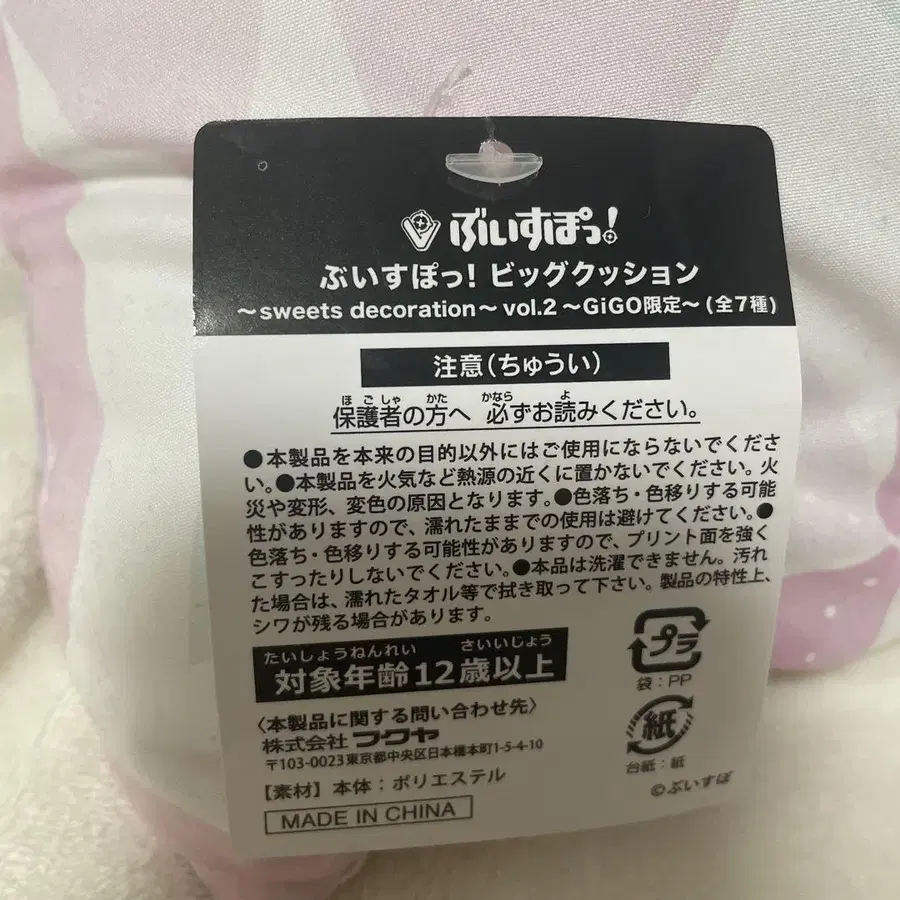 ぶいすぽっ!
ぶいすぽっ! ビッグクッション
〜sweets decoration〜 vol.2 〜GiGO限定〜 (全7種)
注意(ちゅうい)
ほごしゃ かた かなら よ
保護者の方へ 必ずお読みください。
●本製品を本来の目的以外にはご使用にならないでくださ
い。●本製品を火気など熱源の近くに置かないでください。火
災や変形、変色の原因となります。●色落ち・色移りする可能
性がありますので、濡れたままでの使用は避けてください。●
色落ち・色移りする可能性がありますので、プリント面を強く
こすったりしないでください。●本品は洗濯できません。汚れ
た場合は、濡れたタオル等で拭き取って下さい。製品の特性上、
シワが残る場合があります。
たいしょうねんれい さいいじょう
対象年齢12歳以上
プラ
袋:PP
〈本製品に関する問い合わせ先〉
株式会社フクヤ
〒103-0023東京都中央区日本橋本町1-5-4-10
紙
台紙:紙
【素材】本体:ポリエステル
©ぶいすぽ
MADE IN CHINA